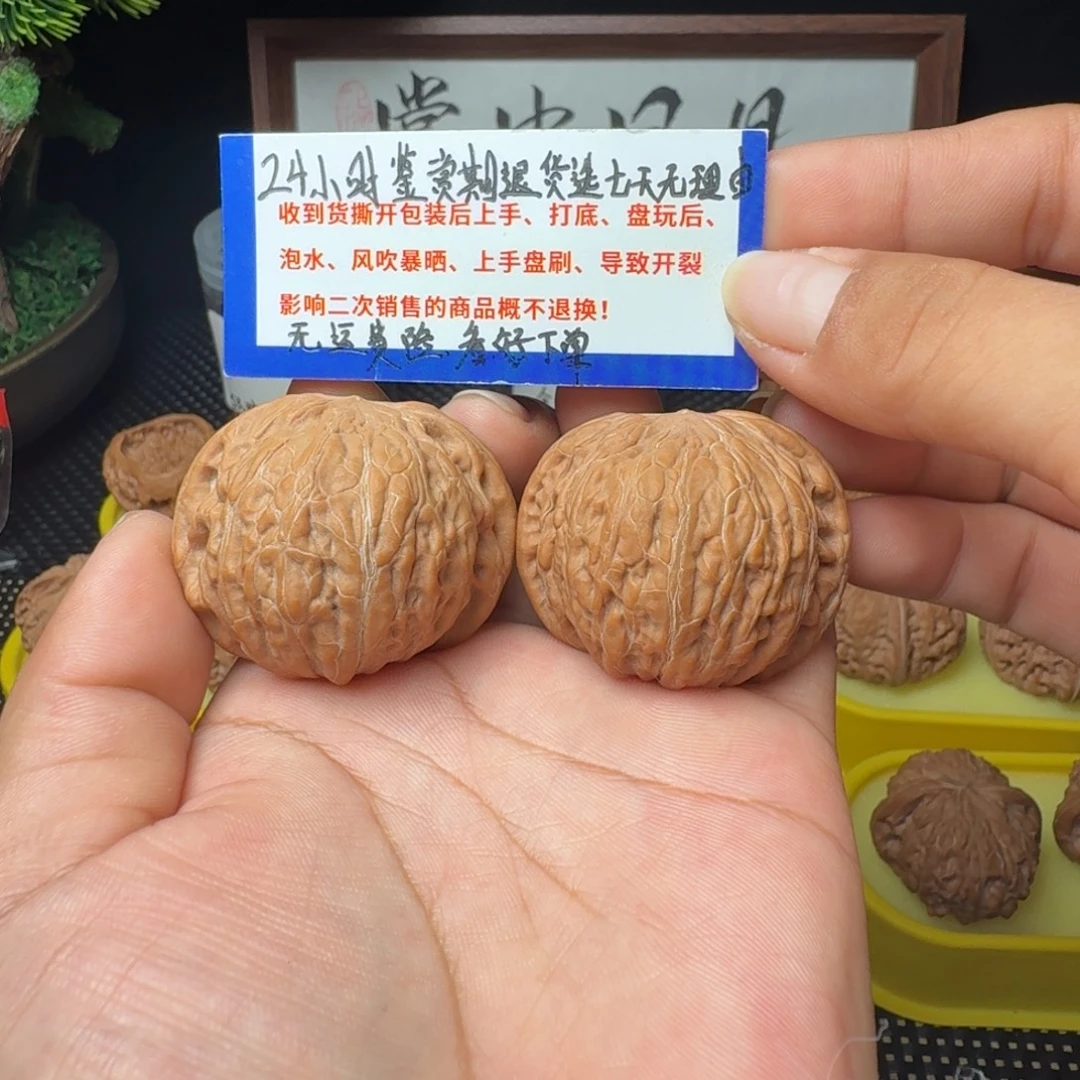 24小时鉴赏期退货选七天无理由
收到货撕开包装后上手、打底、盘玩后、
泡水、风吹暴晒、上手盘刷、导致开裂
影响二次销售的商品概不退换！
无运费险 看好下单